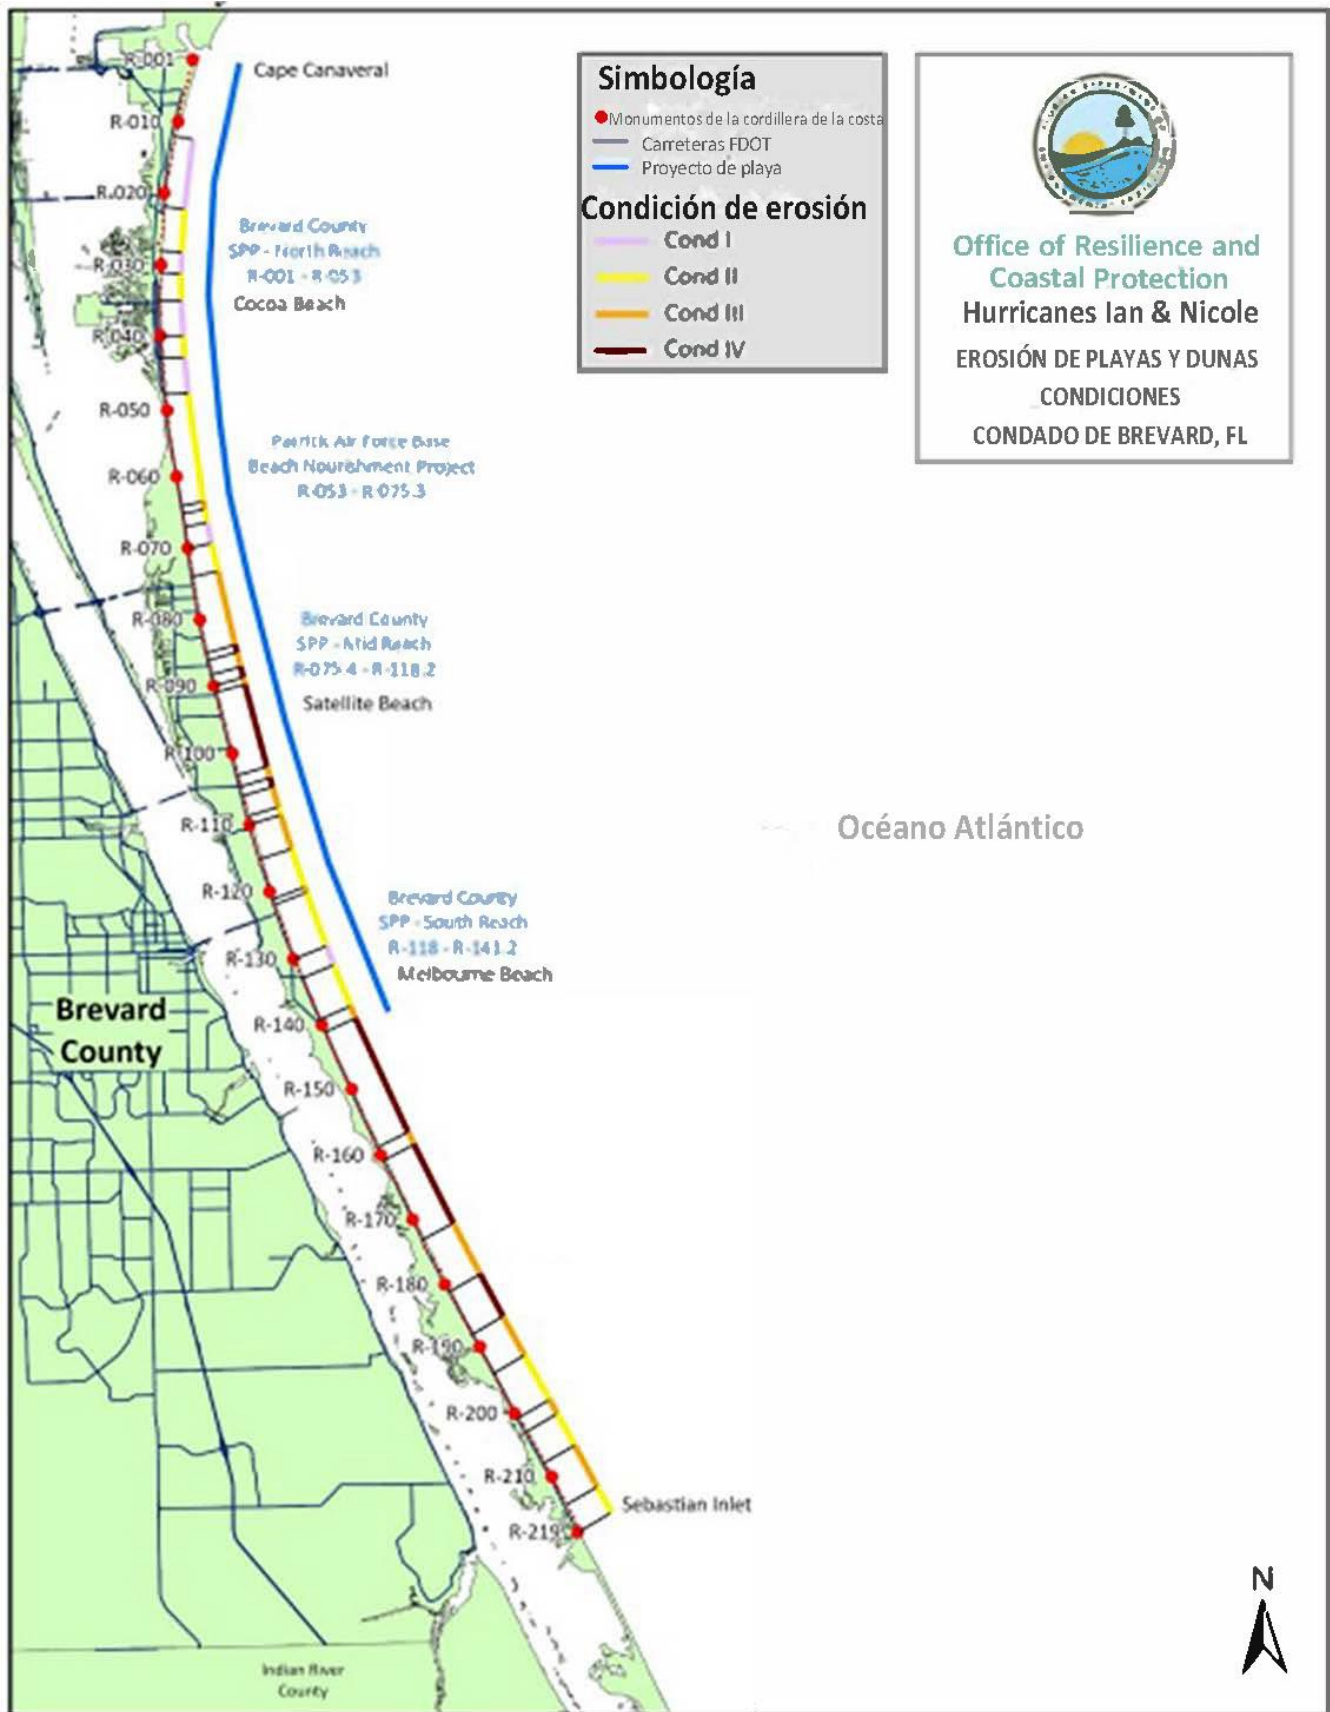 R-001
Cape Canaveral
R-010
R-020
Brevard County
SPP - North Reach
R-001 - R-053
R-030
Cocoa Beach
R-040
R-050
Patrick Air Force Base
Beach Nourishment Project
R-053 - R-075.3
R-060
R-070
R-080
Brevard County
SPP - Mid Reach
R-075.4 - R-118.2
R-090
Satellite Beach
R-100
R-110
R-120
Brevard County
SPP - South Reach
R-118 - R-141.2
R-130
Melbourne Beach
Brevard
County
R-140
R-150
R-160
R-170
R-180
R-190
R-200
R-210
Sebastian Inlet
R-219
Indian River
County
Simbología
Monumentos de la cordillera de la costa
Carreteras FDOT
Proyecto de playa
Condición de erosión
Cond I
Cond II
Cond III
Cond IV
Office of Resilience and
Coastal Protection
Hurricanes Ian & Nicole
EROSIÓN DE PLAYAS Y DUNAS
CONDICIONES
CONDADO DE BREVARD, FL
Océano Atlántico
N